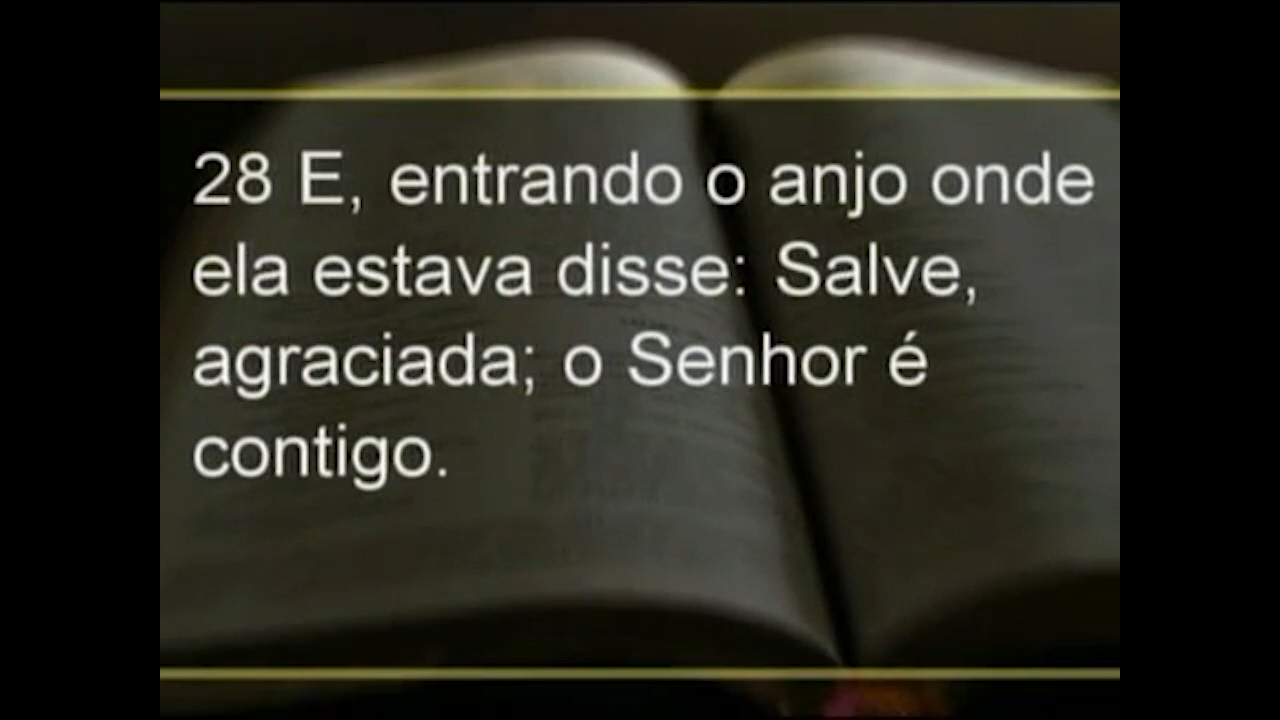 28 E, entrando o anjo onde
ela estava disse: Salve,
agraciada; o Senhor é
contigo.